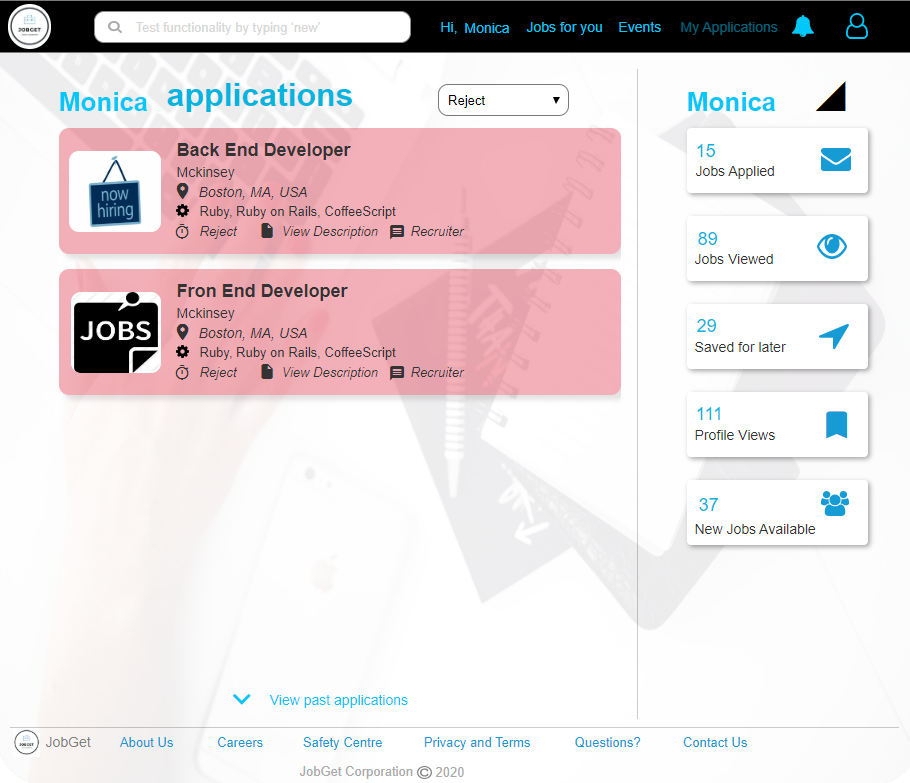 JOBGET
Test functionality by typing 'new'
Hi, Monica
Jobs for you
Events
My Applications
Monica applications
Reject
Back End Developer
Mckinsey
Boston, MA, USA
Ruby, Ruby on Rails, CoffeeScript
Reject View Description Recruiter
now
hiring
Fron End Developer
Mckinsey
Boston, MA, USA
Ruby, Ruby on Rails, CoffeeScript
Reject View Description Recruiter
JOBS
View past applications
Monica
15
Jobs Applied
89
Jobs Viewed
29
Saved for later
111
Profile Views
37
New Jobs Available
JobGet About Us Careers Safety Centre Privacy and Terms Questions? Contact Us
JobGet Corporation © 2020